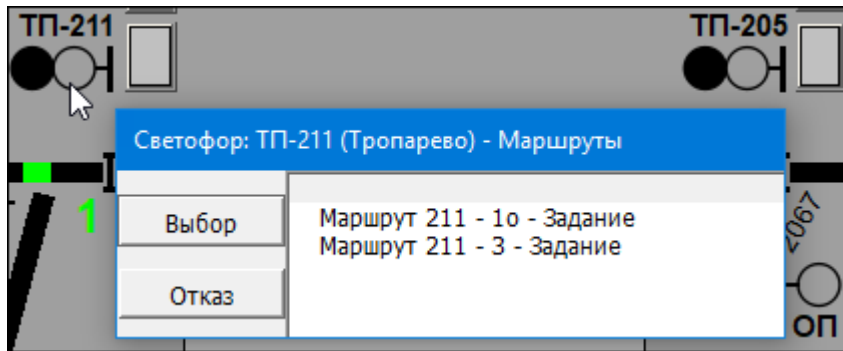 ТП-211
ТП-205
Светофор: ТП-211 (Тропарево) - Маршруты
1
Выбор
Отказ
Маршрут 211 - 1о - Задание
Маршрут 211 - 3 - Задание
2067
ОП